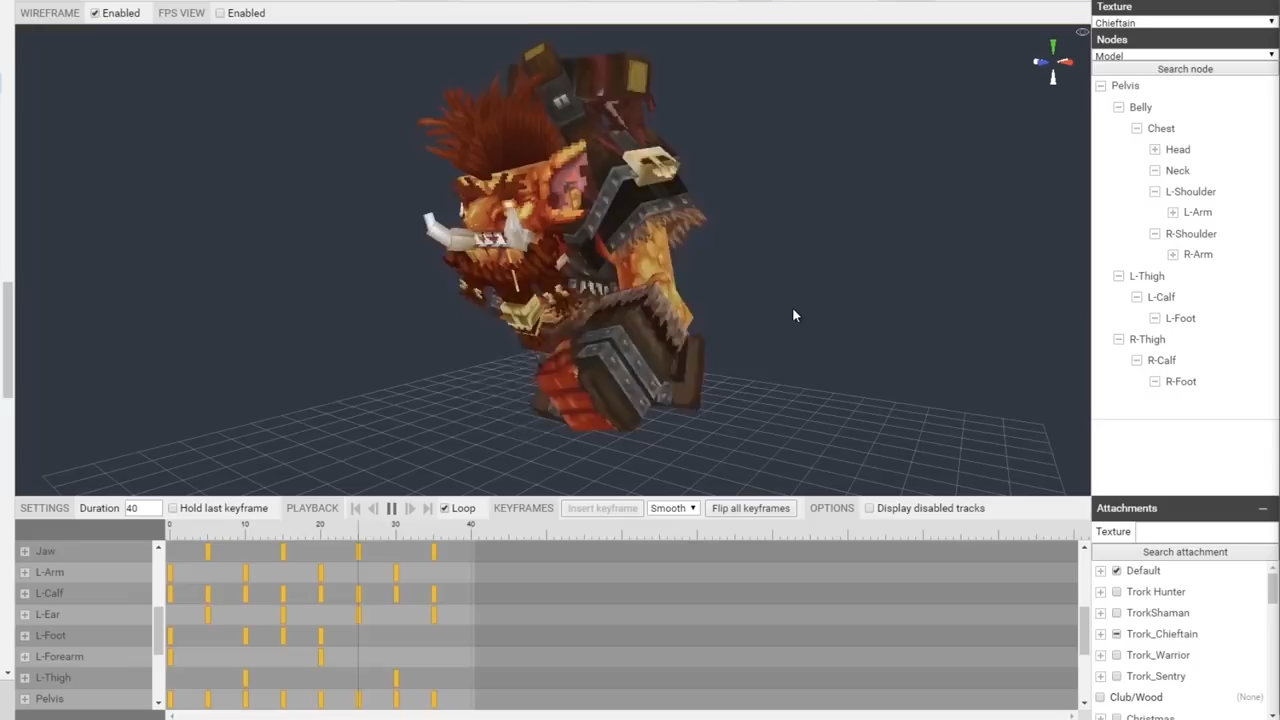 WIREFRAME Enabled FPS VIEW Enabled
Texture
Chieftain
Nodes
Model
Search node
Pelvis
Belly
Chest
Head
Neck
L-Shoulder
L-Arm
R-Shoulder
R-Arm
L-Thigh
L-Calf
L-Foot
R-Thigh
R-Calf
R-Foot
SETTINGS Duration 40 Hold last keyframe PLAYBACK Loop KEYFRAMES Insert keyframe Smooth Flip all keyframes OPTIONS Display disabled tracks
0 10 20 30 40
Jaw
L-Arm
L-Calf
L-Ear
L-Foot
L-Forearm
L-Thigh
Pelvis
Attachments
Texture
Search attachment
Default
Trork Hunter
TrorkShaman
Trork_Chieftain
Trork_Warrior
Trork_Sentry
Club/Wood (None)
Christmas